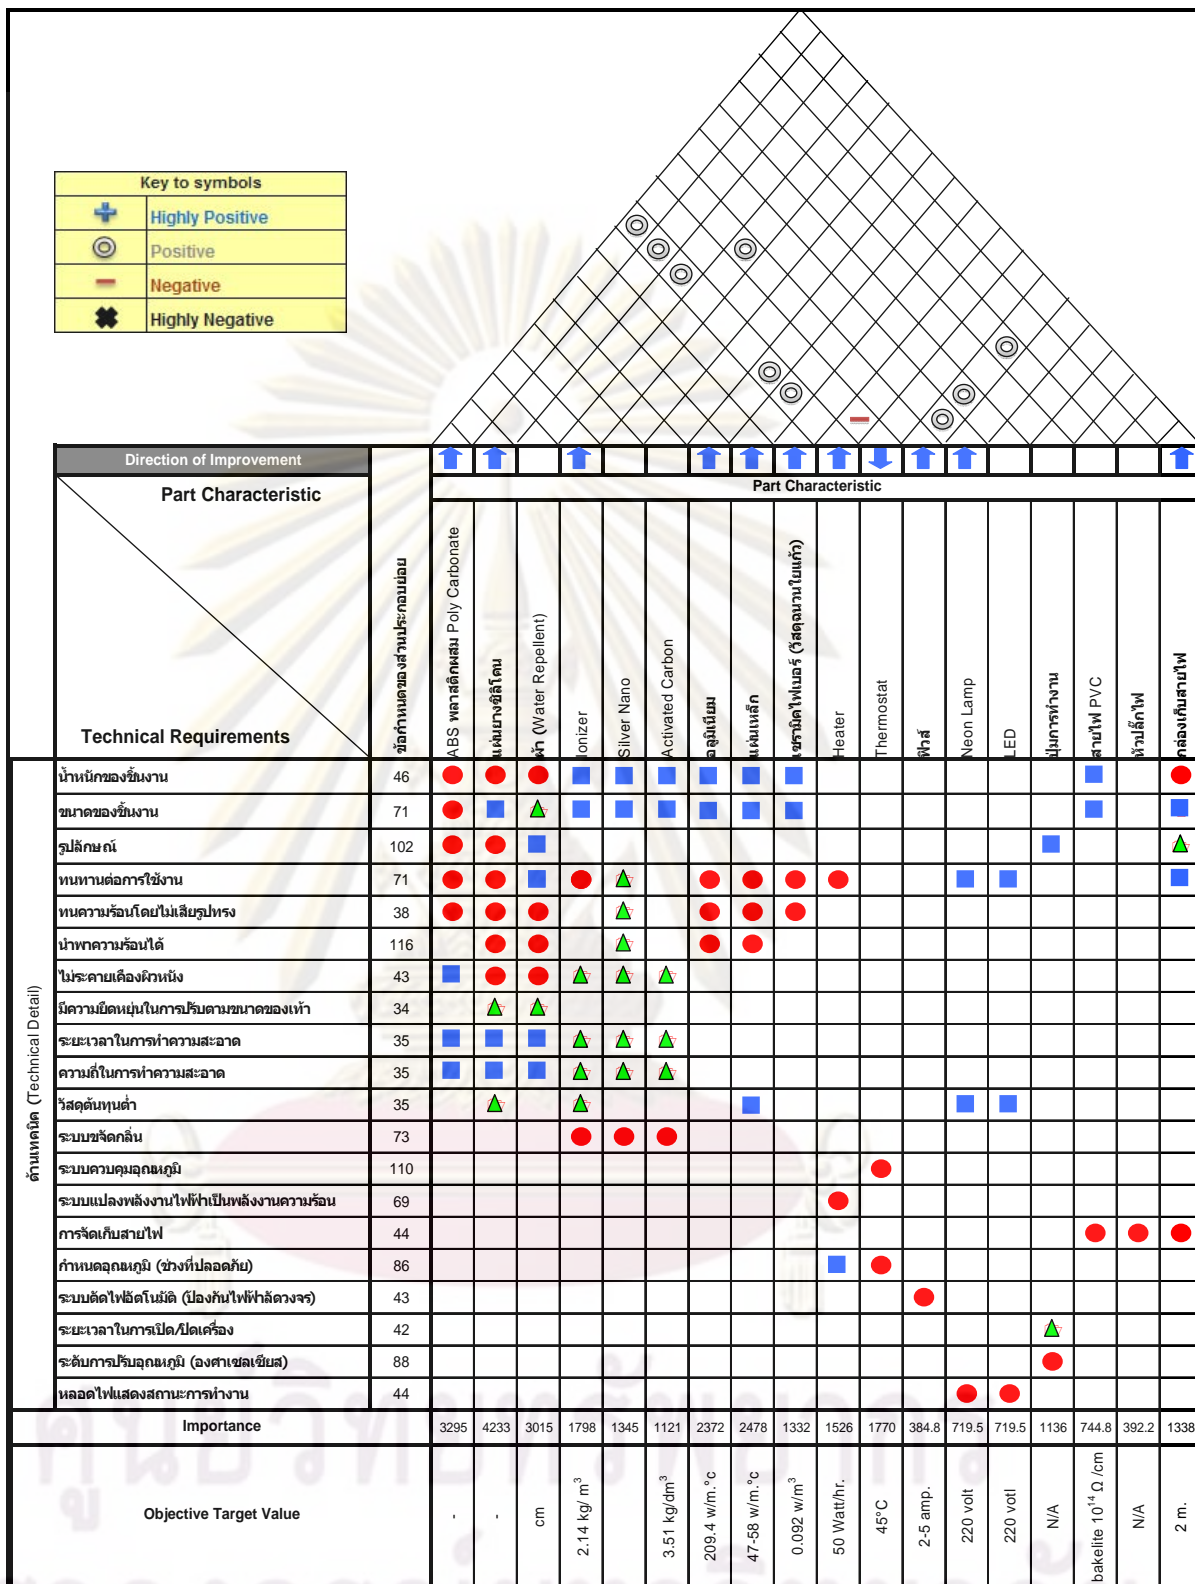 Key to symbols
Highly Positive
Positive
Negative
Highly Negative
Direction of Improvement
Part Characteristic
Part Characteristic
Technical Requirements
ข้อกำหนดของส่วนประกอบย่อย
ABS พลาสติกผสม Poly Carbonate
แผ่นยางซิลิโคน
ผ้า (Water Repellent)
Ionizer
Silver Nano
Activated Carbon
อลูมิเนียม
แผ่นเหล็ก
เซรามิคไฟเบอร์ (วัสดุฉนวนใยแก้ว)
Heater
Thermostat
ฟิวส์
Neon Lamp
LED
ปุ่มการทำงาน
สายไฟ PVC
หัวปลั๊กไฟ
กล่องเก็บสายไฟ
ด้านเทคนิค (Technical Detail)
น้ำหนักของชิ้นงาน 46
ขนาดของชิ้นงาน 71
รูปลักษณ์ 102
ทนทานต่อการใช้งาน 71
ทนความร้อนโดยไม่เสียรูปทรง 38
นำพาความร้อนได้ 116
ไม่ระคายเคืองผิวหนัง 43
มีความยืดหยุ่นในการปรับตามขนาดของเท้า 34
ระยะเวลาในการทำความสะอาด 35
ความถี่ในการทำความสะอาด 35
วัสดุต้นทุนต่ำ 35
ระบบขจัดกลิ่น 73
ระบบควบคุมอุณหภูมิ 110
ระบบแปลงพลังงานไฟฟ้าเป็นพลังงานความร้อน 69
การจัดเก็บสายไฟ 44
กำหนดอุณหภูมิ (ช่วงที่ปลอดภัย) 86
ระบบตัดไฟอัตโนมัติ (ป้องกันไฟฟ้าลัดวงจร) 43
ระยะเวลาในการเปิด/ปิดเครื่อง 42
ระดับการปรับอุณหภูมิ (องศาเซลเซียส) 88
หลอดไฟแสดงสถานะการทำงาน 44
Importance 3295 4233 3015 1798 1345 1121 2372 2478 1332 1526 1770 384.8 719.5 719.5 1136 744.8 392.2 1338
Objective Target Value
-
-
cm
2.14 kg/ m³
3.51 kg/dm³
209.4 w/m.°c
47-58 w/m.°c
0.092 w/m³
50 Watt/hr.
45°C
2-5 amp.
220 volt
220 votl
N/A
bakelite 10¹⁴ Ω /cm
N/A
2 m.
ศูนย์วิทยทรัพยากร